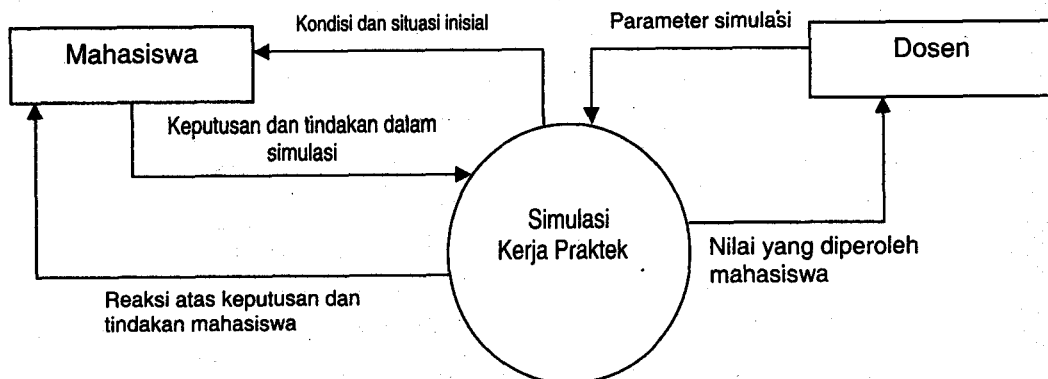 Kondisi dan situasi inisial
Parameter simulasi
Mahasiswa
Dosen
Keputusan dan tindakan dalam
simulasi
Simulasi
Kerja Praktek
Nilai yang diperoleh
mahasiswa
Reaksi atas keputusan dan
tindakan mahasiswa